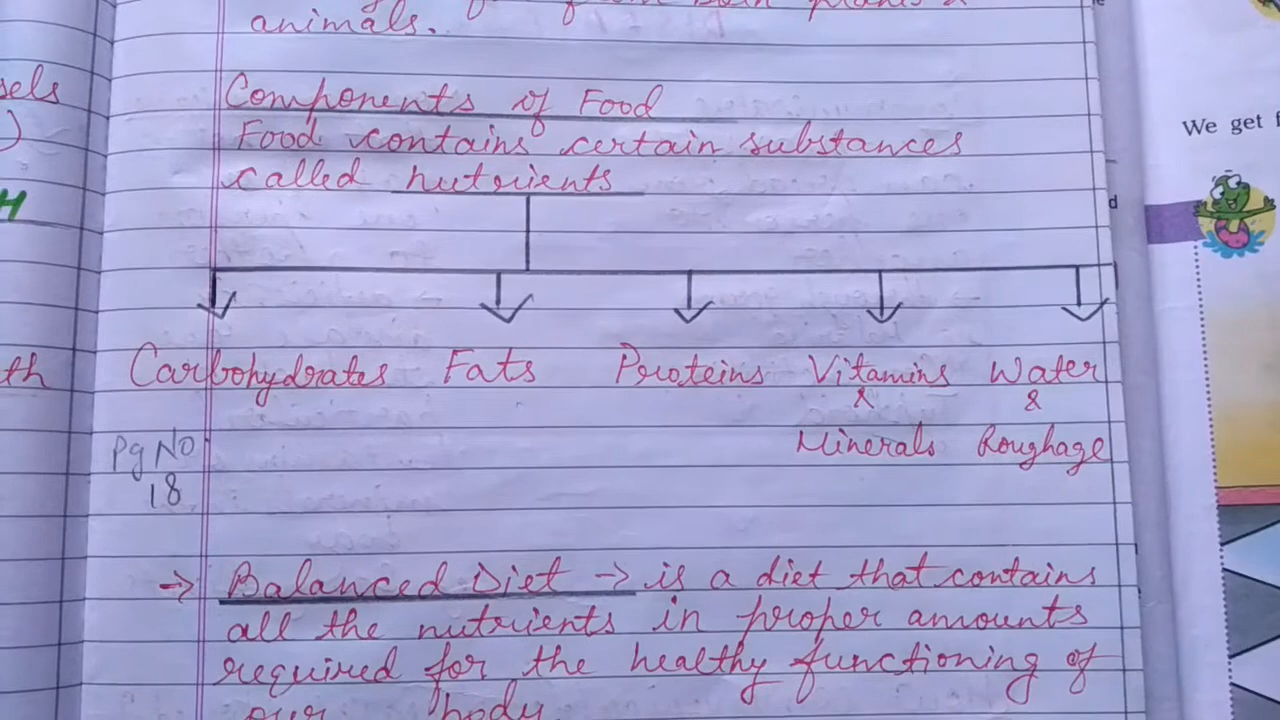 animals.
Components of Food
Food contains certain substances
called nutrients
Carbohydrates Fats Proteins Vitamins Water
& &
Minerals Roughage
Pg No
18
→ Balanced Diet → is a diet that contains
all the nutrients in proper amounts
required for the healthy functioning of
our body
sels
)
H
th
We get f
d